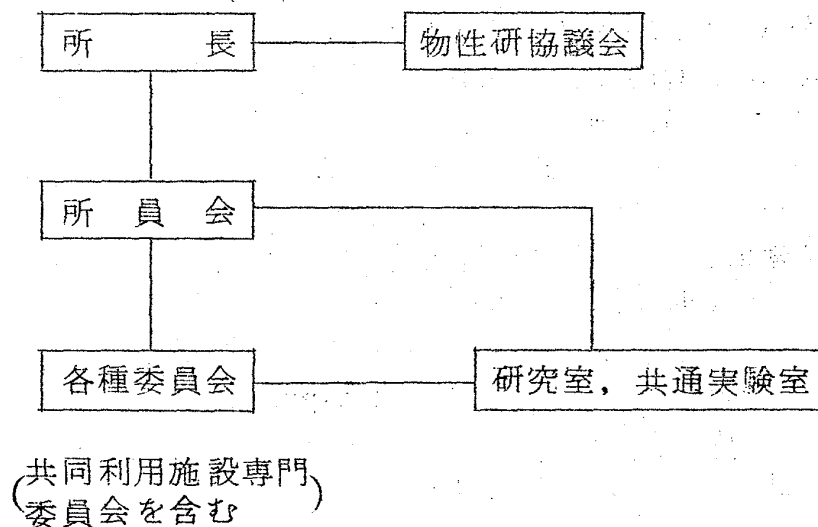 所 長
物性研協議会
所 員 会
各種委員会
研究室，共通実験室
(共同利用施設専門
委員会を含む)